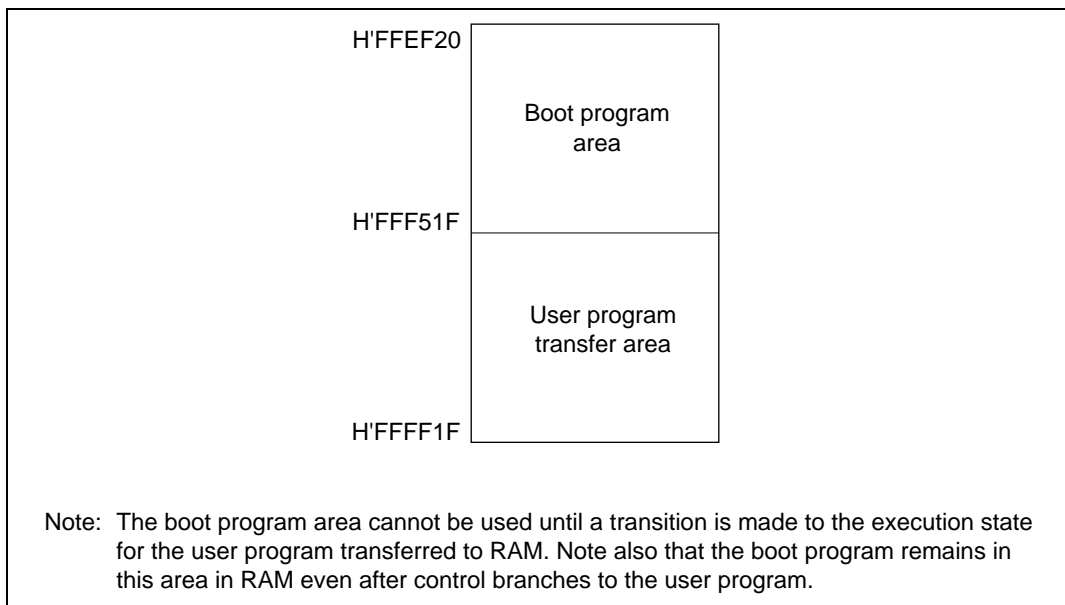 H'FFEF20
Boot program
area
H'FFF51F
User program
transfer area
H'FFFF1F
Note: The boot program area cannot be used until a transition is made to the execution state
for the user program transferred to RAM. Note also that the boot program remains in
this area in RAM even after control branches to the user program.